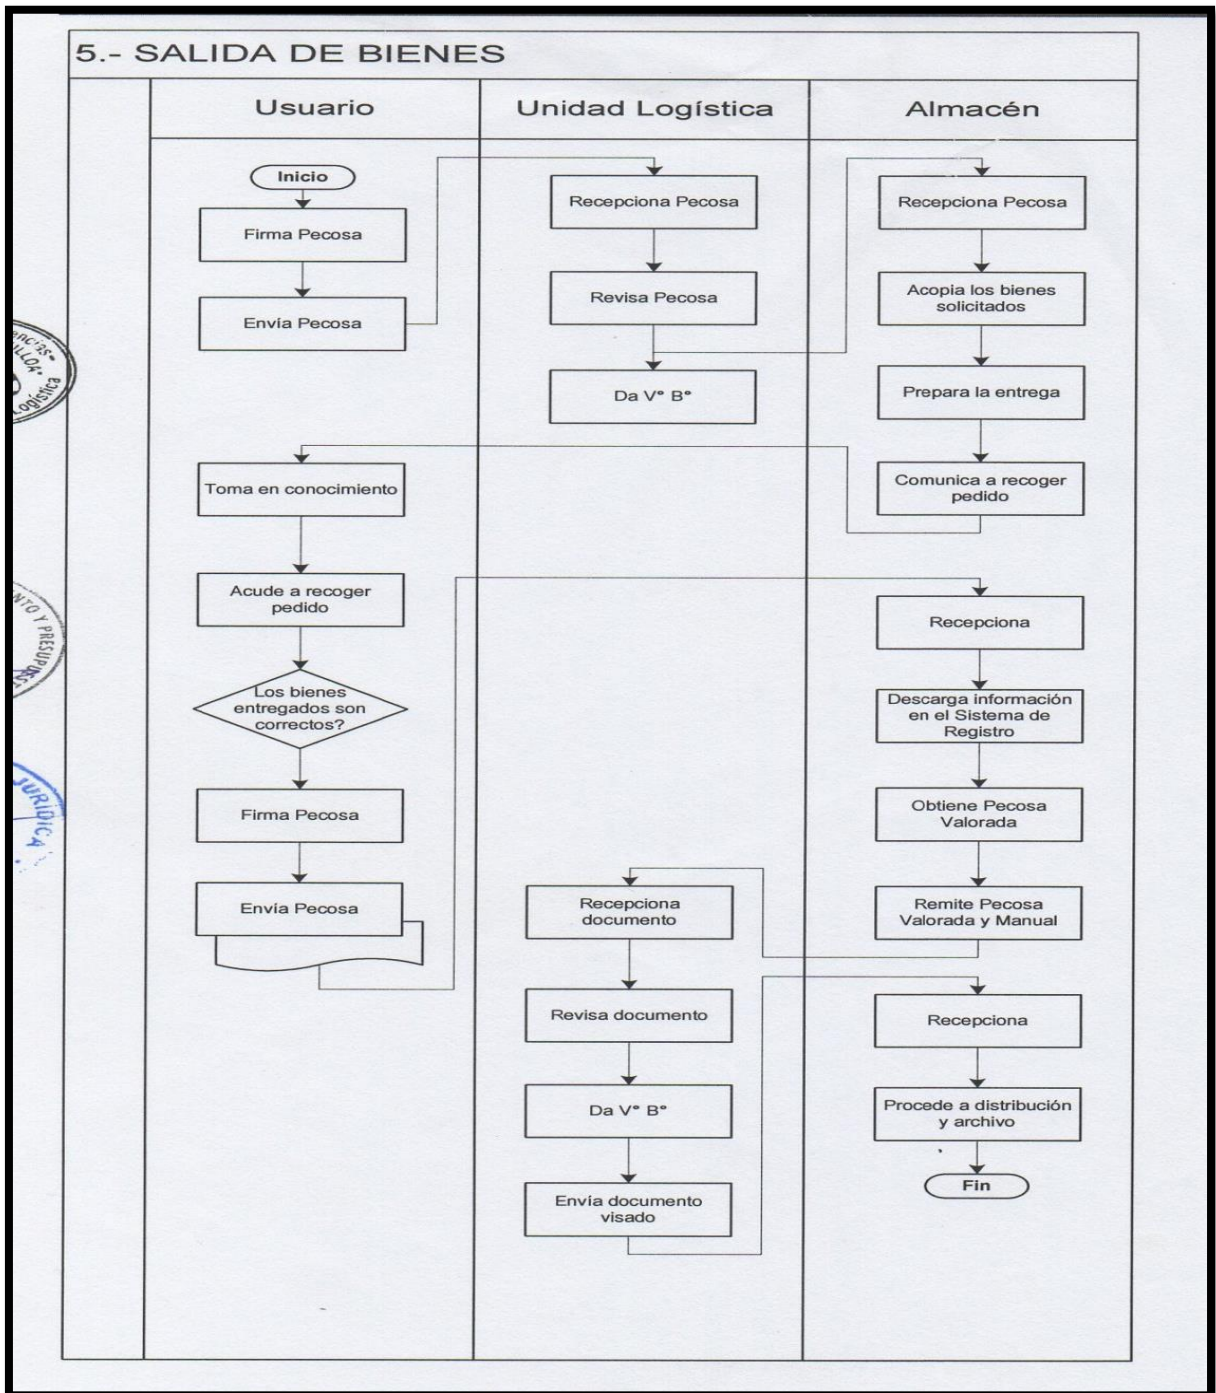 5.- SALIDA DE BIENES
Usuario
Unidad Logística
Almacén
Inicio
Firma Pecosa
Envía Pecosa
Recepciona Pecosa
Revisa Pecosa
Da V° B°
Recepciona Pecosa
Acopia los bienes
solicitados
Prepara la entrega
Comunica a recoger
pedido
Toma en conocimiento
Acude a recoger
pedido
Los bienes
entregados son
correctos?
Firma Pecosa
Envía Pecosa
Recepciona
Descarga información
en el Sistema de
Registro
Obtiene Pecosa
Valorada
Remite Pecosa
Valorada y Manual
Recepciona
documento
Revisa documento
Da V° B°
Envía documento
visado
Recepciona
Procede a distribución
y archivo
Fin
JURÍDICA